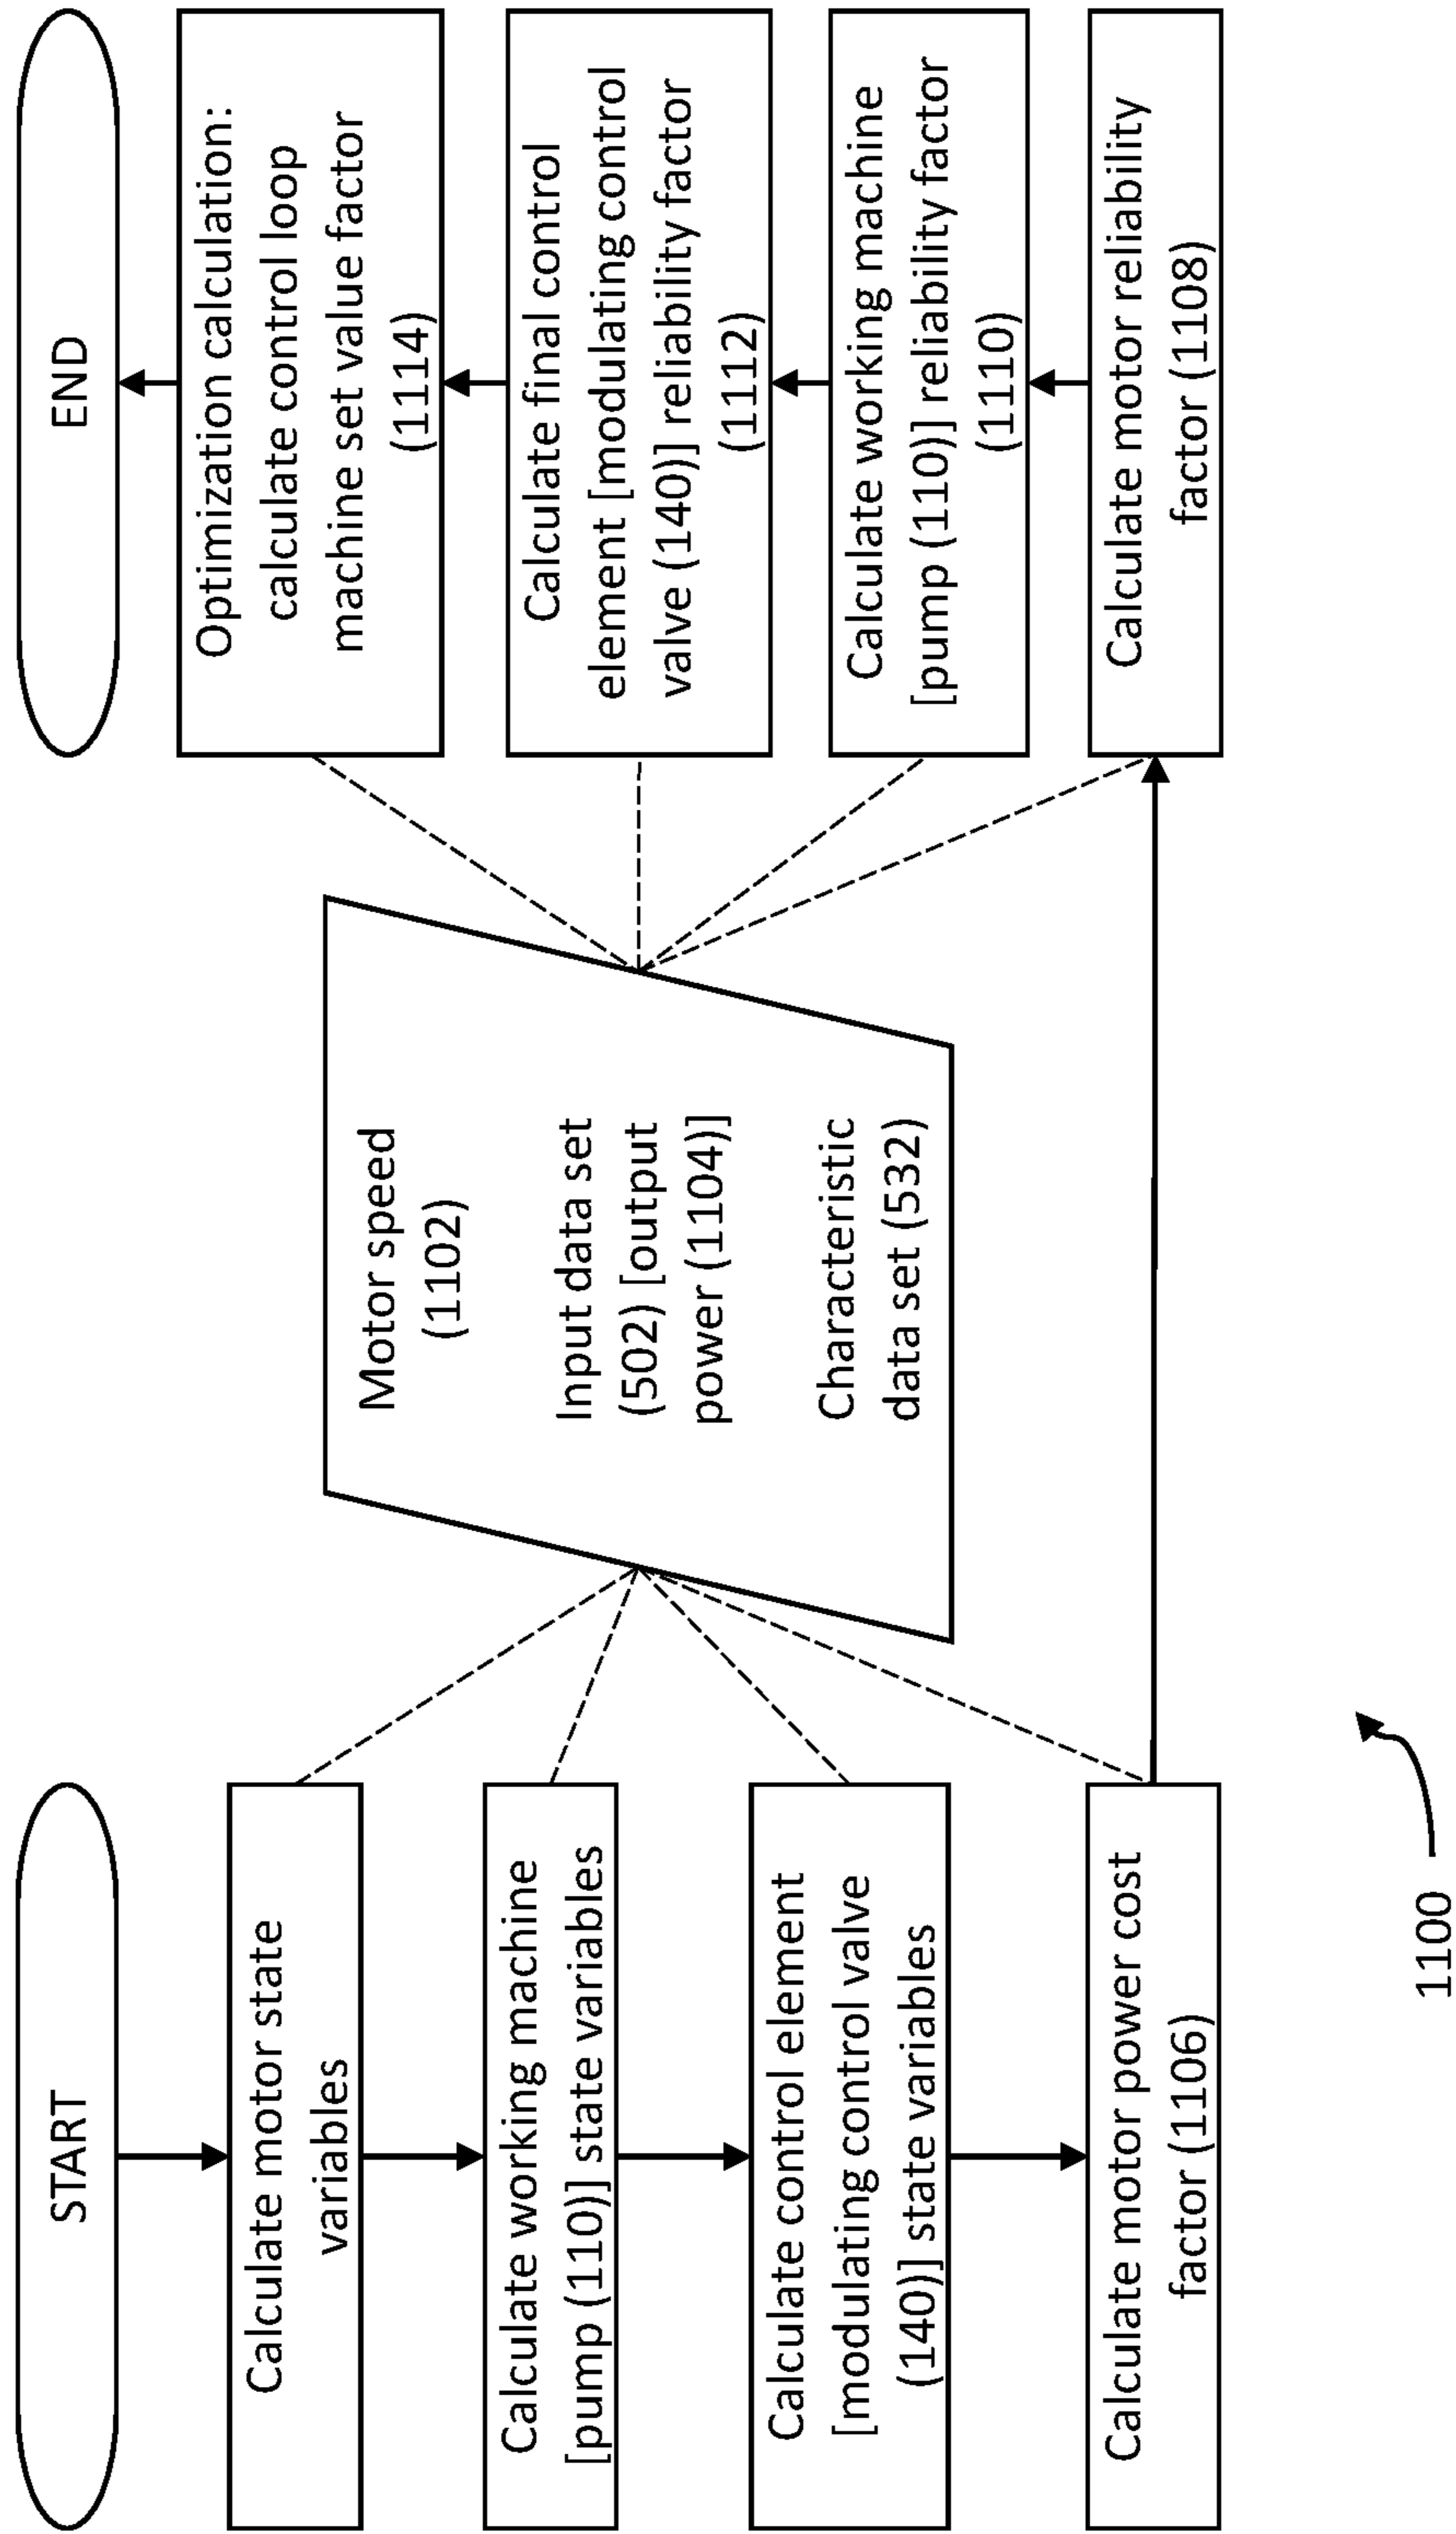 START
Calculate motor state
variables
Calculate working machine
[pump (110)] state variables
Calculate control element
[modulating control valve
(140)] state variables
Calculate motor power cost
factor (1106)
Motor speed
(1102)
Input data set
(502) [output
power (1104)]
Characteristic
data set (532)
END
Optimization calculation:
calculate control loop
machine set value factor
(1114)
Calculate final control
element [modulating control
valve (140)] reliability factor
(1112)
Calculate working machine
[pump (110)] reliability factor
(1110)
Calculate motor reliability
factor (1108)
1100